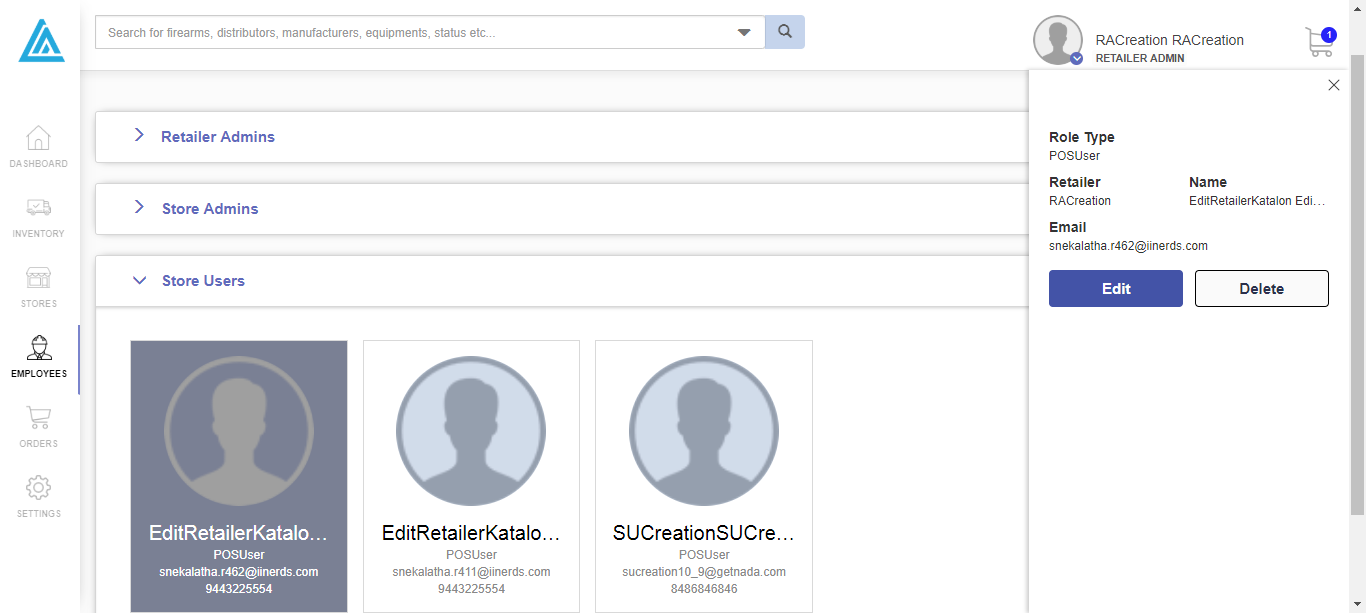 Search for firearms, distributors, manufacturers, equipments, status etc...
RACreation RACreation
RETAILER ADMIN
1
DASHBOARD
INVENTORY
STORES
EMPLOYEES
ORDERS
SETTINGS
Retailer Admins
Store Admins
Store Users
EditRetailerKatalo...
POSUser
snekalatha.r462@iinerds.com
9443225554
EditRetailerKatalo...
POSUser
snekalatha.r411@iinerds.com
9443225554
SUCreationSUCre...
POSUser
sucreation10_9@getnada.com
8486846846
Role Type
POSUser
Retailer
RACreation
Name
EditRetailerKatalon Edi...
Email
snekalatha.r462@iinerds.com
Edit
Delete